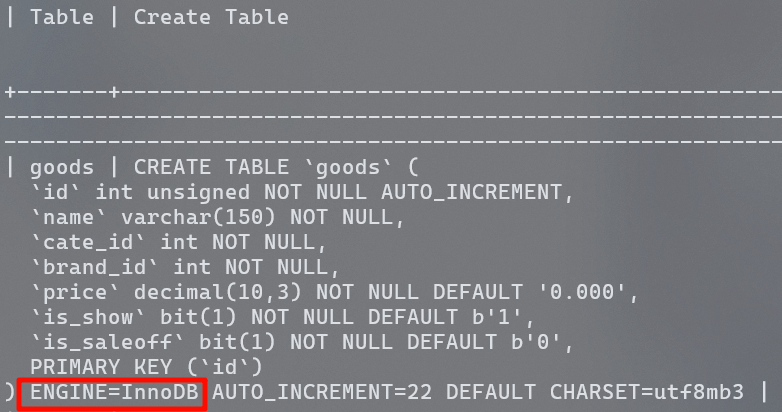 | Table | Create Table
+-------+--------------------------------------------------------
----------------------------------------------------------------
----------------------------------------------------------------
| goods | CREATE TABLE `goods` (
  `id` int unsigned NOT NULL AUTO_INCREMENT,
  `name` varchar(150) NOT NULL,
  `cate_id` int NOT NULL,
  `brand_id` int NOT NULL,
  `price` decimal(10,3) NOT NULL DEFAULT '0.000',
  `is_show` bit(1) NOT NULL DEFAULT b'1',
  `is_saleoff` bit(1) NOT NULL DEFAULT b'0',
  PRIMARY KEY (`id`)
) ENGINE=InnoDB AUTO_INCREMENT=22 DEFAULT CHARSET=utf8mb3 |